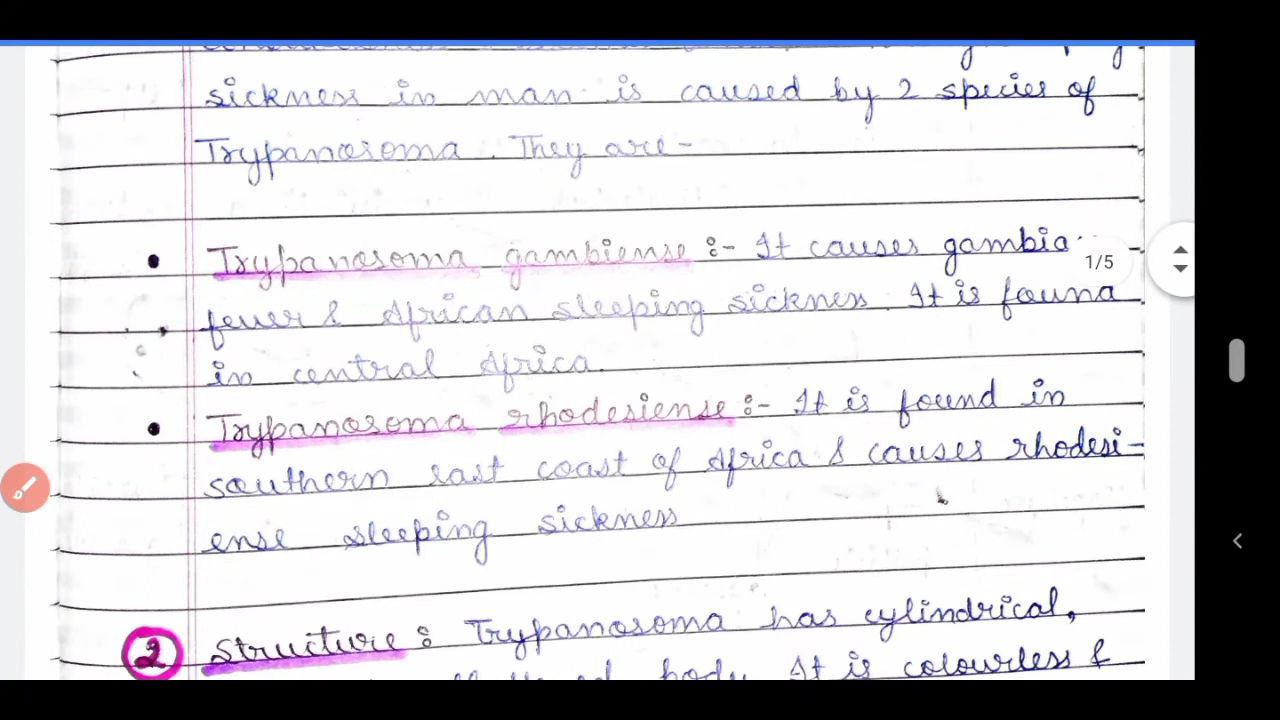 sickness in man is caused by 2 species of
Trypanosoma. They are-
• Trypanosoma gambiense :- It causes gambia
1/5
fever & African sleeping sickness. It is found
in central Africa.
• Trypanosoma rhodesiense :- It is found in
southern east coast of Africa & causes rhodesi-
ense sleeping sickness
2 Structure : Trypanosoma has cylindrical,
body. It is colourless &